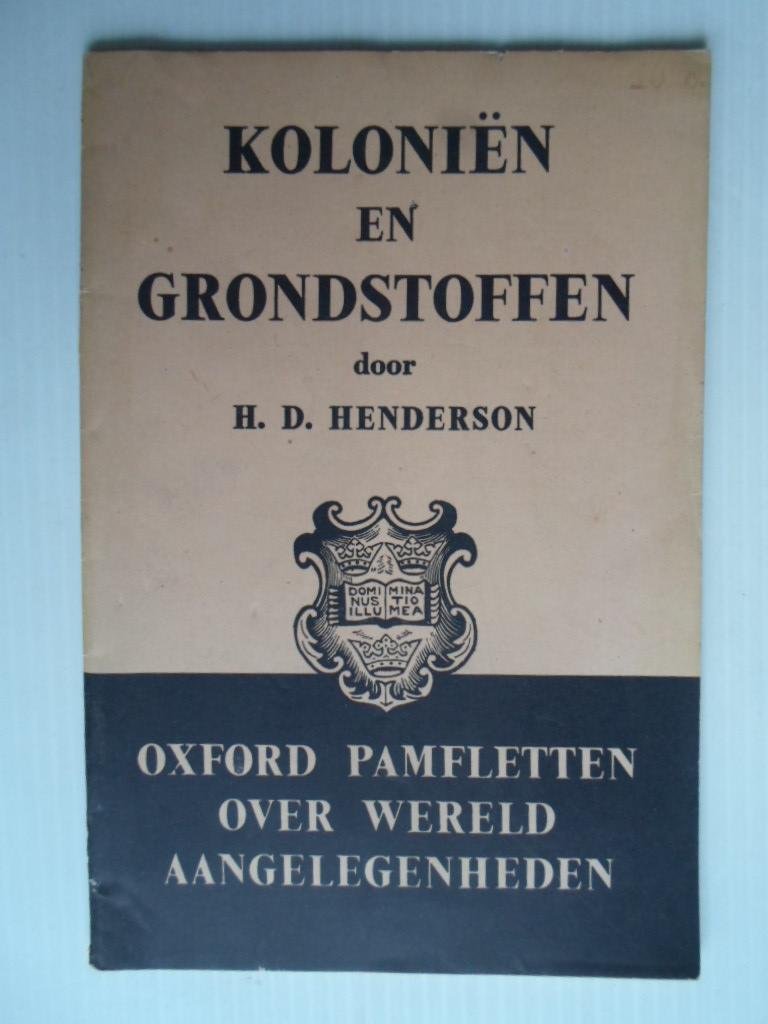 KOLONIËN
EN
GRONDSTOFFEN
door
H. D. HENDERSON
DOMI MINA
NUS TIO
ILLU MEA
OXFORD PAMFLETTEN
OVER WERELD
AANGELEGENHEDEN